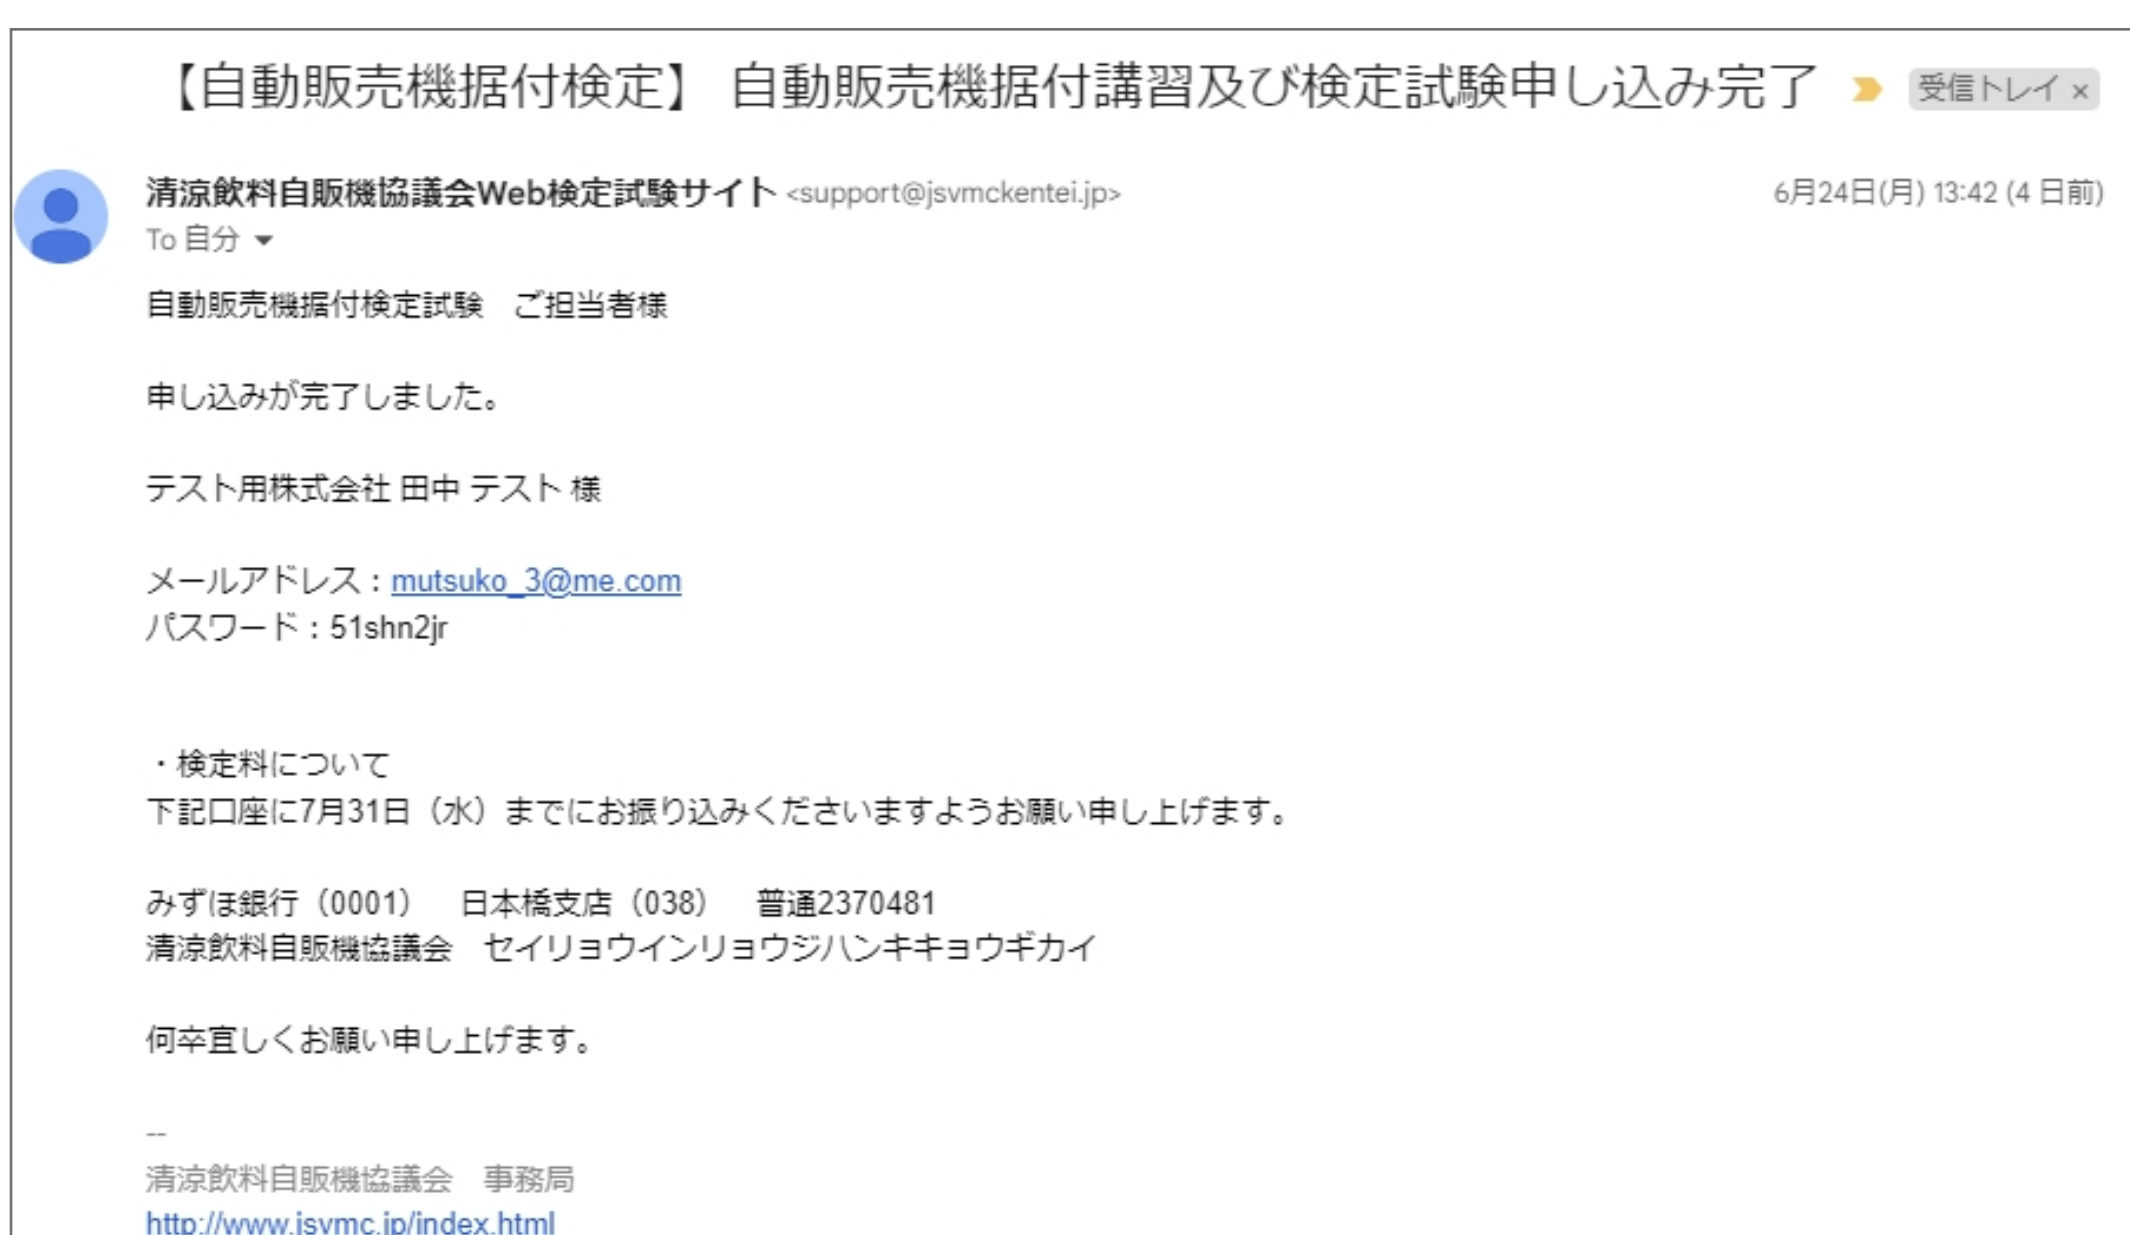 【自動販売機据付検定】 自動販売機据付講習及び検定試験申し込み完了 受信トレイ ×
清涼飲料自販機協議会Web検定試験サイト <support@jsvmckentei.jp> 6月24日(月) 13:42 (4 日前)
To 自分
自動販売機据付検定試験　ご担当者様
申し込みが完了しました。
テスト用株式会社 田中 テスト 様
メールアドレス：mutsuko_3@me.com
パスワード：51shn2jr
・検定料について
下記口座に7月31日（水）までにお振り込みくださいますようお願い申し上げます。
みずほ銀行（0001）　日本橋支店（038）　普通2370481
清涼飲料自販機協議会　セイリョウインリョウジハンキキョウギカイ
何卒宜しくお願い申し上げます。
--
清涼飲料自販機協議会　事務局
http://www.jsvmc.jp/index.html